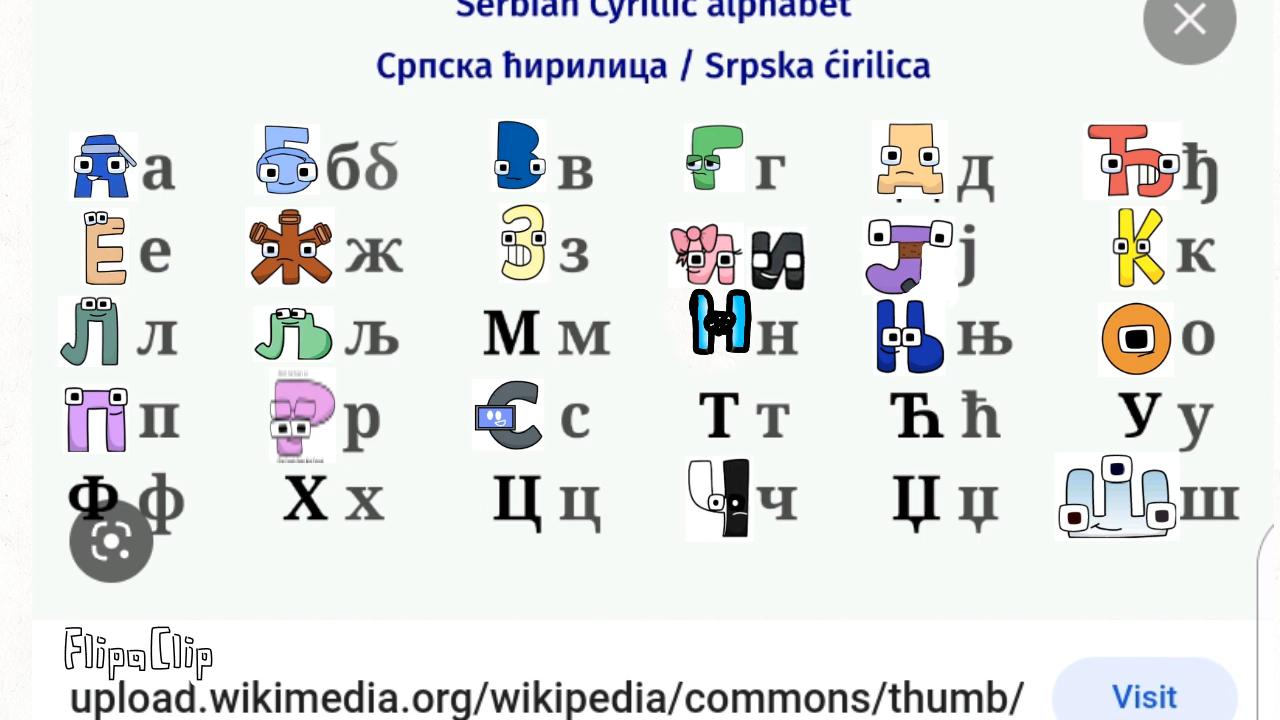 Serbian Cyrillic alphabet
Српска ћирилица / Srpska ćirilica
А а Б бб В в Г г Д д Ђ ђ
Е е Ж ж З з И и Ј ј К к
Л л Љ љ М м Н н Њ њ О о
П п Р р С с Т т Ћ ћ У у
Ф ф Х х Ц ц Ч ч Џ џ Ш ш
FlipaClip
upload.wikimedia.org/wikipedia/commons/thumb/
Visit